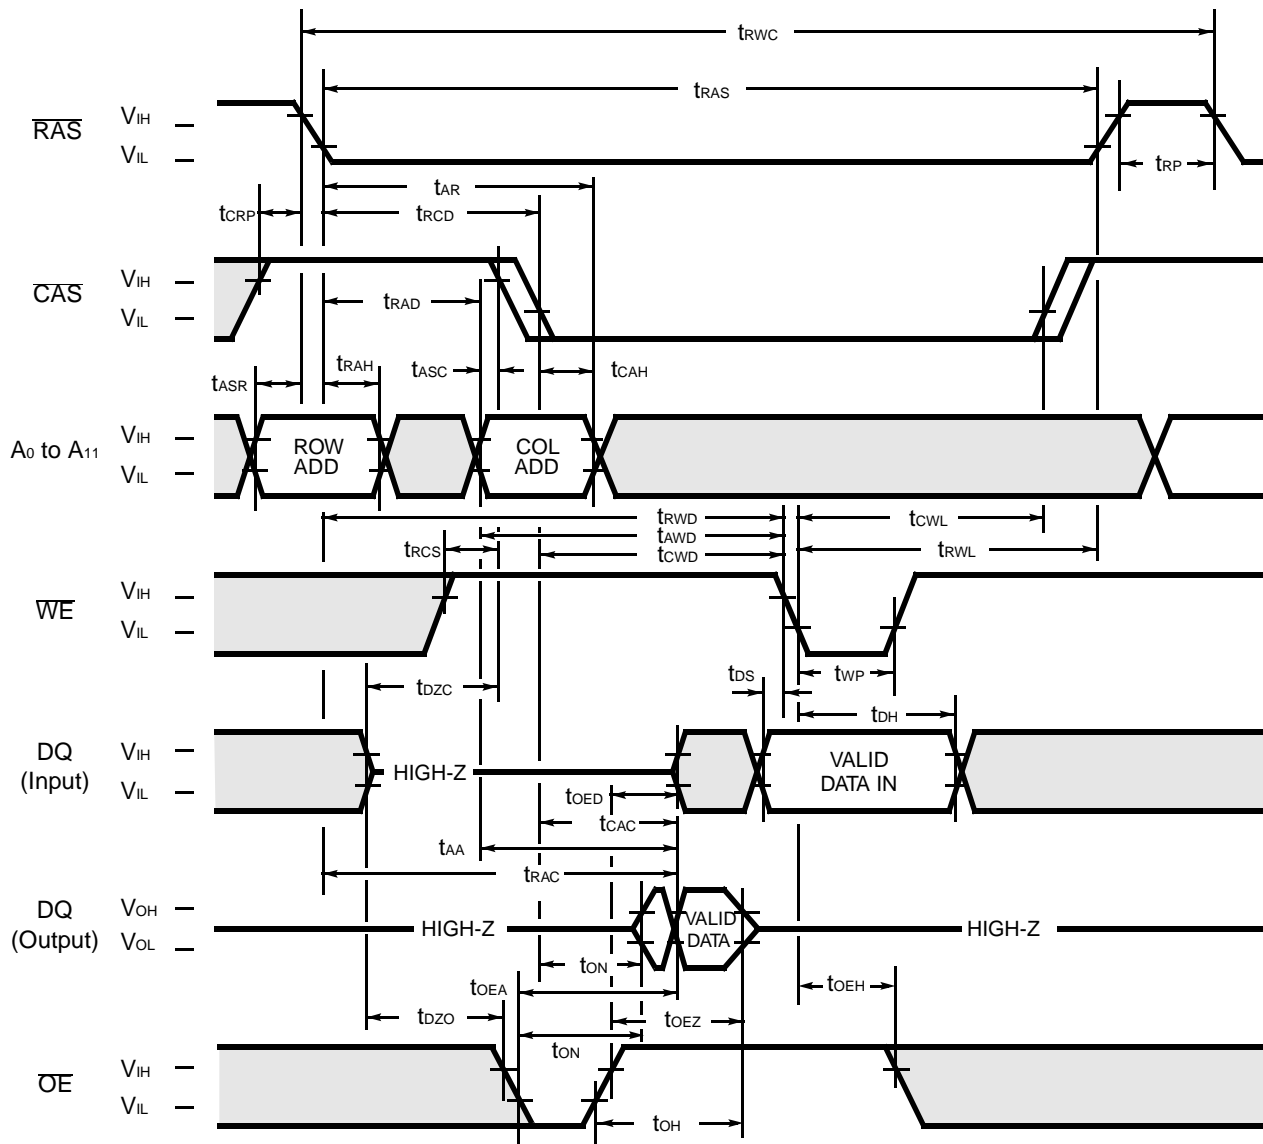 tRWC
tRAS
RAS
VIH
VIL
tRP
tAR
tCRP
tRCD
CAS
VIH
VIL
tRAD
tASR
tRAH
tASC
tCAH
A0 to A11
VIH
VIL
ROW
ADD
COL
ADD
tRWD
tCWL
tAWD
tRCS
tCWD
tRWL
WE
VIH
VIL
tDZC
tDS
tWP
tDH
DQ
(Input)
VIH
VIL
HIGH-Z
VALID
DATA IN
tOED
tCAC
tAA
tRAC
DQ
(Output)
VOH
VOL
HIGH-Z
VALID
DATA
HIGH-Z
tON
tOEA
tOEH
tDZO
tOEZ
tON
OE
VIH
VIL
tOH